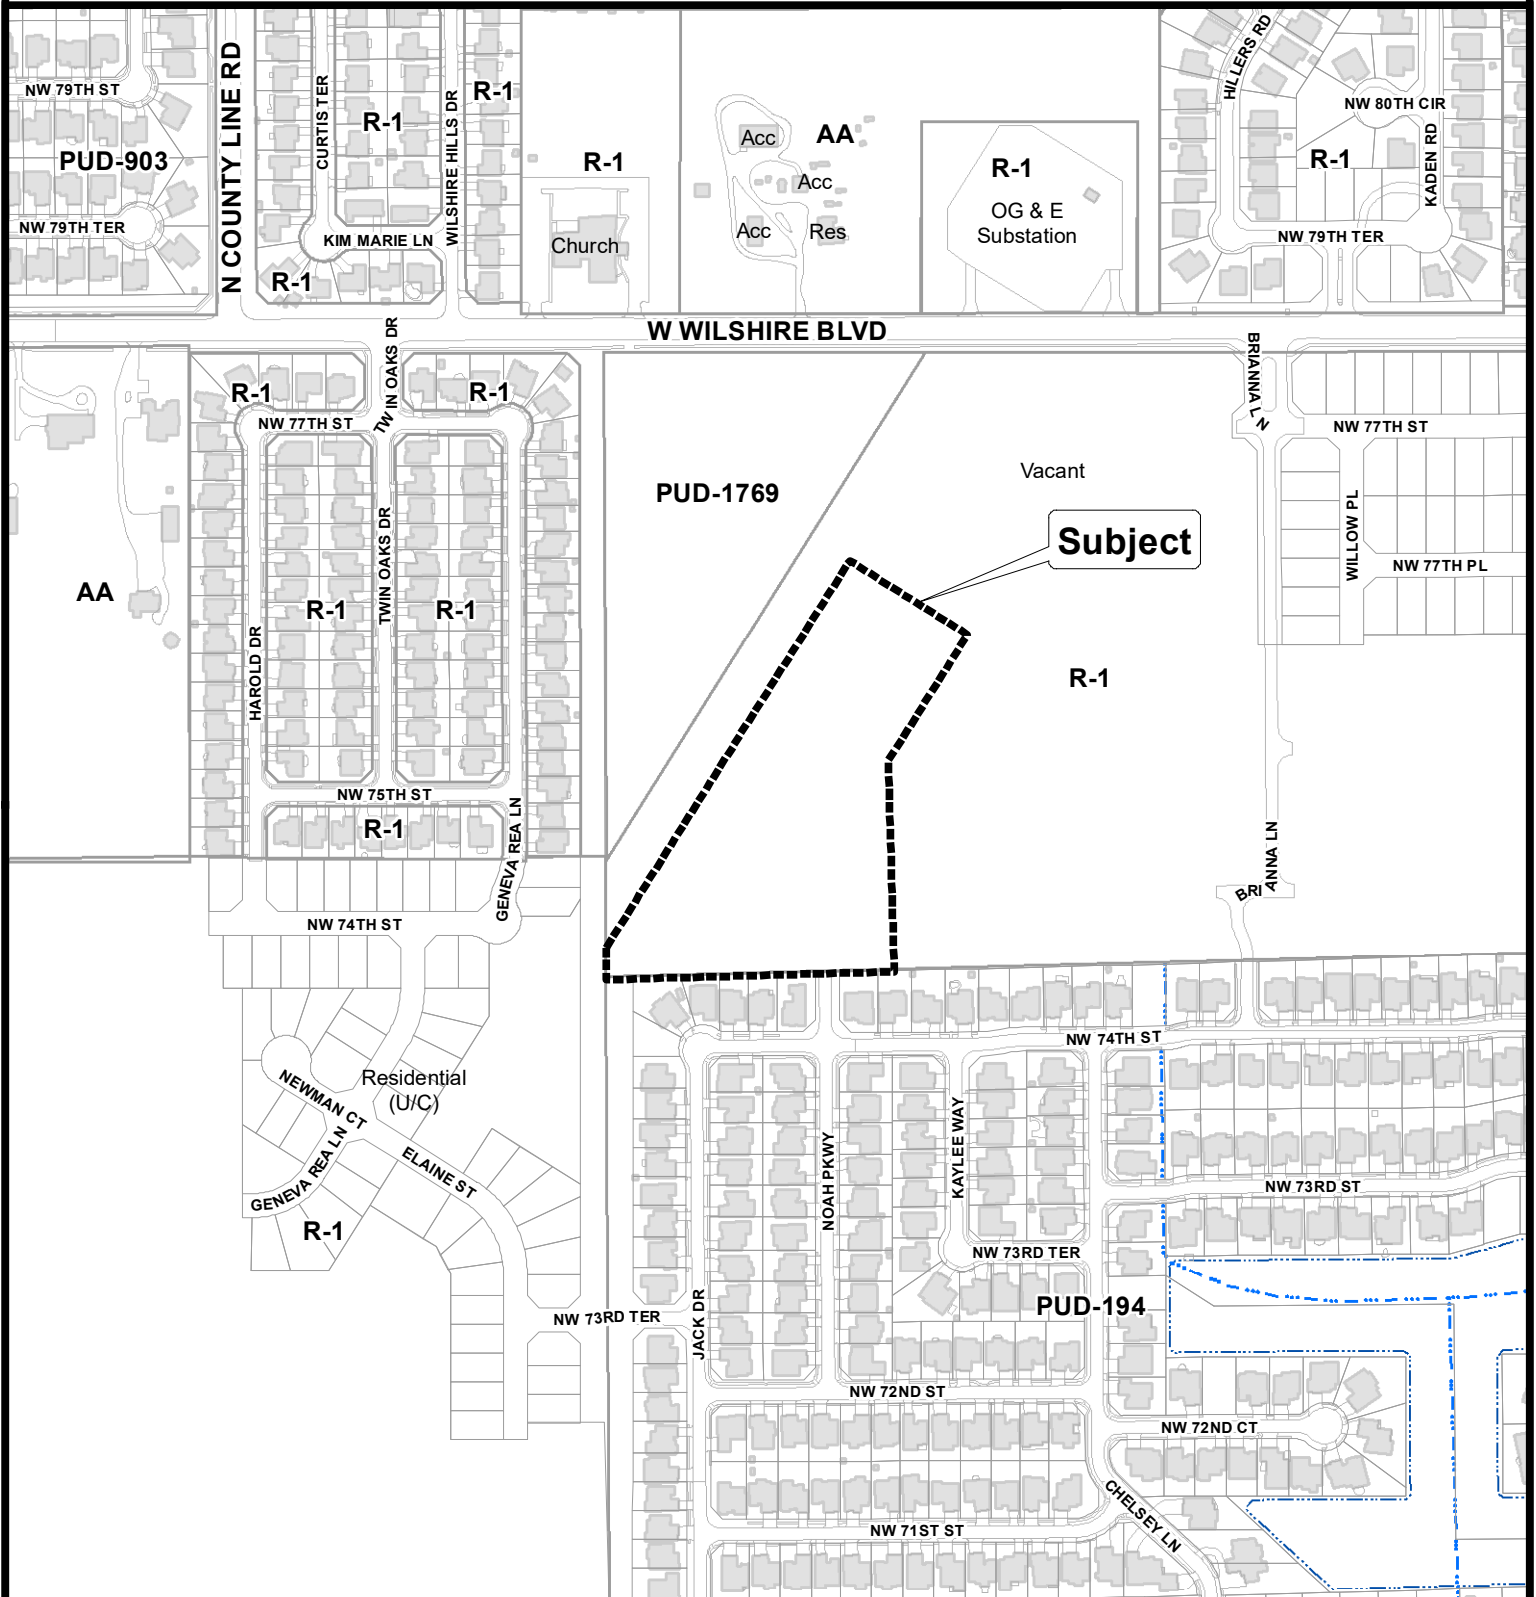 NW 79TH ST
PUD-903
NW 79TH TER
N COUNTY LINE RD
CURTIS TER
R-1
WILSHIRE HILLS DR
R-1
KIM MARIE LN
R-1
R-1
Church
Acc
AA
Acc
Acc
Res
R-1
OG & E
Substation
HILLERS RD
NW 80TH CIR
R-1
KADEN RD
NW 79TH TER
W WILSHIRE BLVD
TWIN OAKS DR
R-1
R-1
NW 77TH ST
AA
HAROLD DR
R-1
TWIN OAKS DR
R-1
NW 75TH ST
R-1
GENEVA REA LN
PUD-1769
Vacant
Subject
R-1
BRIANNA LN
NW 77TH ST
WILLOW PL
NW 77TH PL
BRIANNA LN
NW 74TH ST
NEWMAN CT
Residential
(U/C)
GENEVA REA LN
ELAINE ST
R-1
NW 73RD TER
JACK DR
NOAH PKWY
KAYLEE WAY
NW 74TH ST
NW 73RD ST
NW 73RD TER
PUD-194
NW 72ND ST
NW 72ND CT
CHELSEY LN
NW 71ST ST